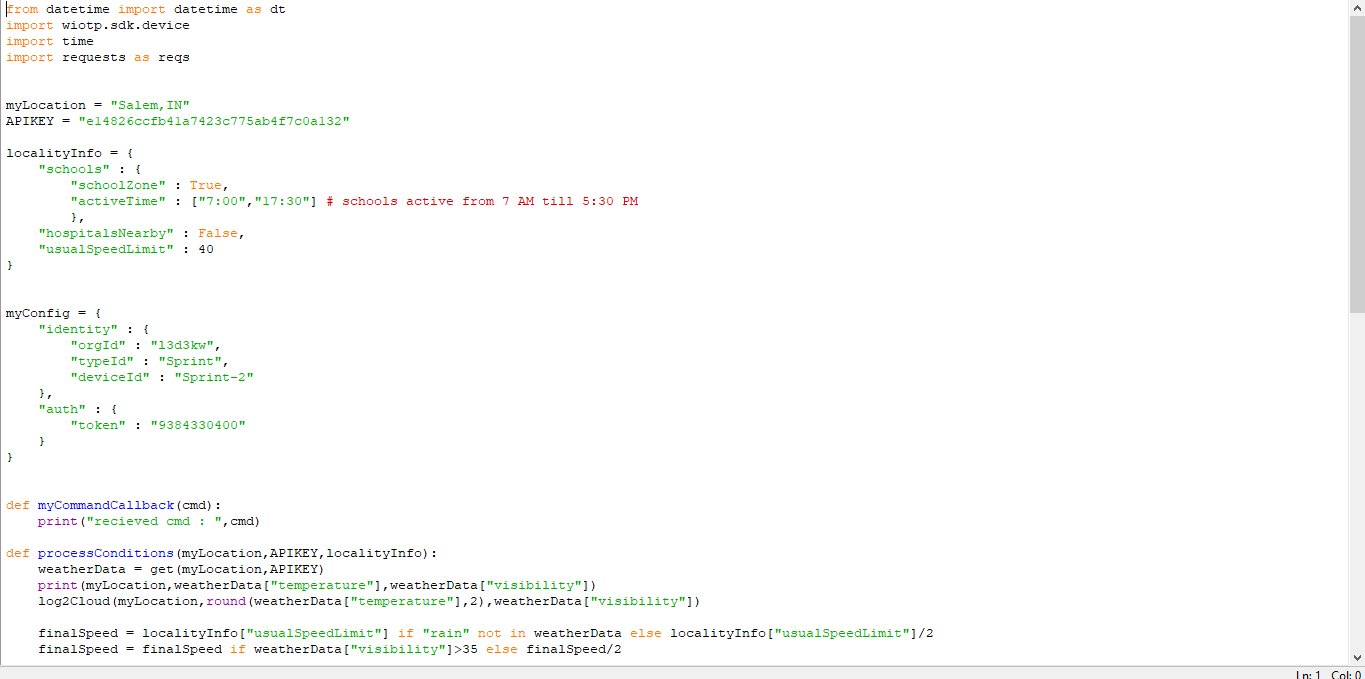 from datetime import datetime as dt
import wiotp.sdk.device
import time
import requests as reqs
myLocation = "Salem,IN"
APIKEY = "e14826ccfb41a7423c775ab4f7c0a132"
localityInfo = {
    "schools" : {
        "schoolZone" : True,
        "activeTime" : ["7:00","17:30"] # schools active from 7 AM till 5:30 PM
        },
    "hospitalsNearby" : False,
    "usualSpeedLimit" : 40
}
myConfig = {
    "identity" : {
        "orgId" : "l3d3kw",
        "typeId" : "Sprint",
        "deviceId" : "Sprint-2"
    },
    "auth" : {
        "token" : "9384330400"
    }
}
def myCommandCallback(cmd):
    print("recieved cmd : ",cmd)
def processConditions(myLocation,APIKEY,localityInfo):
    weatherData = get(myLocation,APIKEY)
    print(myLocation,weatherData["temperature"],weatherData["visibility"])
    log2Cloud(myLocation,round(weatherData["temperature"],2),weatherData["visibility"])
    finalSpeed = localityInfo["usualSpeedLimit"] if "rain" not in weatherData else localityInfo["usualSpeedLimit"]/2
    finalSpeed = finalSpeed if weatherData["visibility"]>35 else finalSpeed/2
Ln: 1 Col: 0